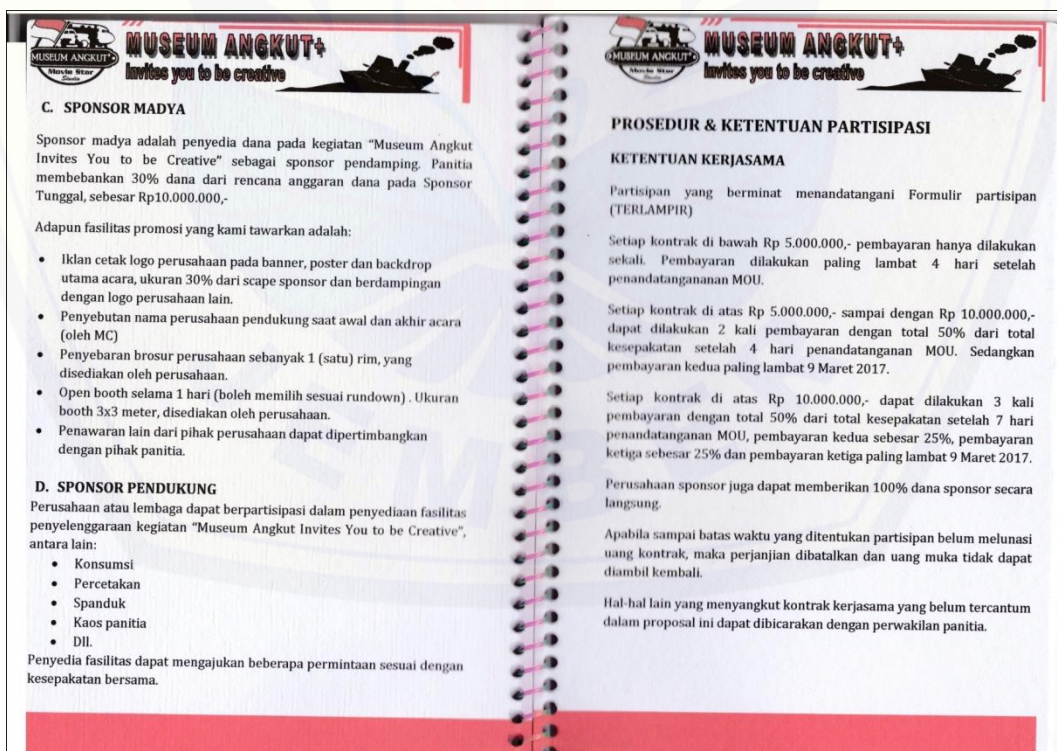 MUSEUM ANGKUT+
Invites you to be creative
MUSEUM ANGKUT+
Movie Star
Studio
C. SPONSOR MADYA
Sponsor madya adalah penyedia dana pada kegiatan “Museum Angkut
Invites You to be Creative” sebagai sponsor pendamping. Panitia
membebankan 30% dana dari rencana anggaran dana pada Sponsor
Tunggal, sebesar Rp10.000.000,-
Adapun fasilitas promosi yang kami tawarkan adalah:
• Iklan cetak logo perusahaan pada banner, poster dan backdrop
utama acara, ukuran 30% dari scape sponsor dan berdampingan
dengan logo perusahaan lain.
• Penyebutan nama perusahaan pendukung saat awal dan akhir acara
(oleh MC)
• Penyebaran brosur perusahaan sebanyak 1 (satu) rim, yang
disediakan oleh perusahaan.
• Open booth selama 1 hari (boleh memilih sesuai rundown) . Ukuran
booth 3x3 meter, disediakan oleh perusahaan.
• Penawaran lain dari pihak perusahaan dapat dipertimbangkan
dengan pihak panitia.
D. SPONSOR PENDUKUNG
Perusahaan atau lembaga dapat berpartisipasi dalam penyediaan fasilitas
penyelenggaraan kegiatan “Museum Angkut Invites You to be Creative”,
antara lain:
• Konsumsi
• Percetakan
• Spanduk
• Kaos panitia
• Dll.
Penyedia fasilitas dapat mengajukan beberapa permintaan sesuai dengan
kesepakatan bersama.
MUSEUM ANGKUT+
Invites you to be creative
MUSEUM ANGKUT+
Movie Star
Studio
PROSEDUR & KETENTUAN PARTISIPASI
KETENTUAN KERJASAMA
Partisipan yang berminat menandatangani Formulir partisipan
(TERLAMPIR)
Setiap kontrak di bawah Rp 5.000.000,- pembayaran hanya dilakukan
sekali. Pembayaran dilakukan paling lambat 4 hari setelah
penandatangananan MOU.
Setiap kontrak di atas Rp 5.000.000,- sampai dengan Rp 10.000.000,-
dapat dilakukan 2 kali pembayaran dengan total 50% dari total
kesepakatan setelah 4 hari penandatanganan MOU. Sedangkan
pembayaran kedua paling lambat 9 Maret 2017.
Setiap kontrak di atas Rp 10.000.000,- dapat dilakukan 3 kali
pembayaran dengan total 50% dari total kesepakatan setelah 7 hari
penandatanganan MOU, pembayaran kedua sebesar 25%, pembayaran
ketiga sebesar 25% dan pembayaran ketiga paling lambat 9 Maret 2017.
Perusahaan sponsor juga dapat memberikan 100% dana sponsor secara
langsung.
Apabila sampai batas waktu yang ditentukan partisipan belum melunasi
uang kontrak, maka perjanjian dibatalkan dan uang muka tidak dapat
diambil kembali.
Hal-hal lain yang menyangkut kontrak kerjasama yang belum tercantum
dalam proposal ini dapat dibicarakan dengan perwakilan panitia.